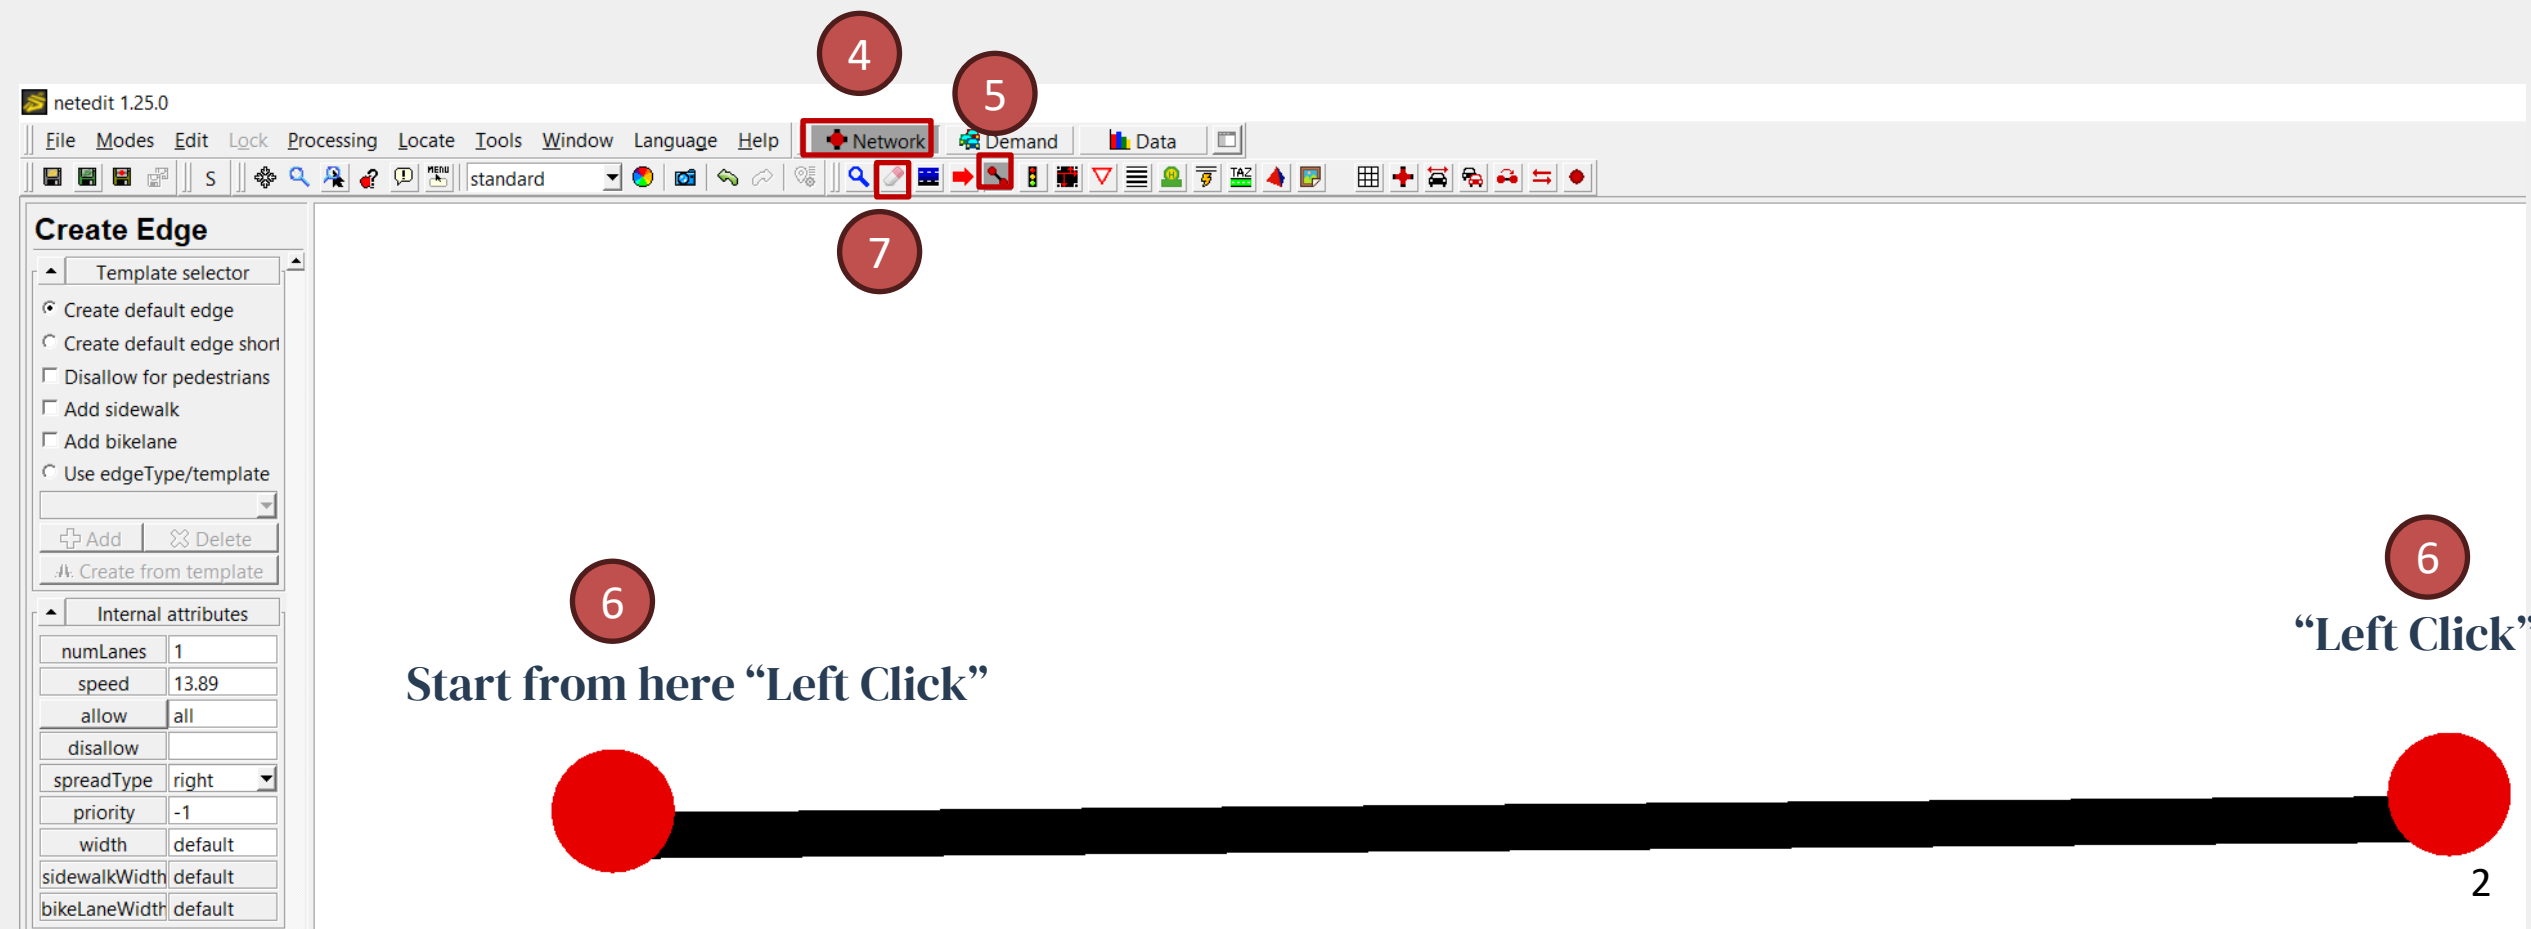 4
5
netedit 1.25.0
File Modes Edit Lock Processing Locate Tools Window Language Help Network Demand Data
S MENU standard TAZ
7
Create Edge
Template selector
Create default edge
Create default edge short
Disallow for pedestrians
Add sidewalk
Add bikelane
Use edgeType/template
Add Delete
Create from template
Internal attributes
numLanes 1
speed 13.89
allow all
disallow
spreadType right
priority -1
width default
sidewalkWidth default
bikeLaneWidth default
6
Start from here “Left Click”
6
“Left Click”
2